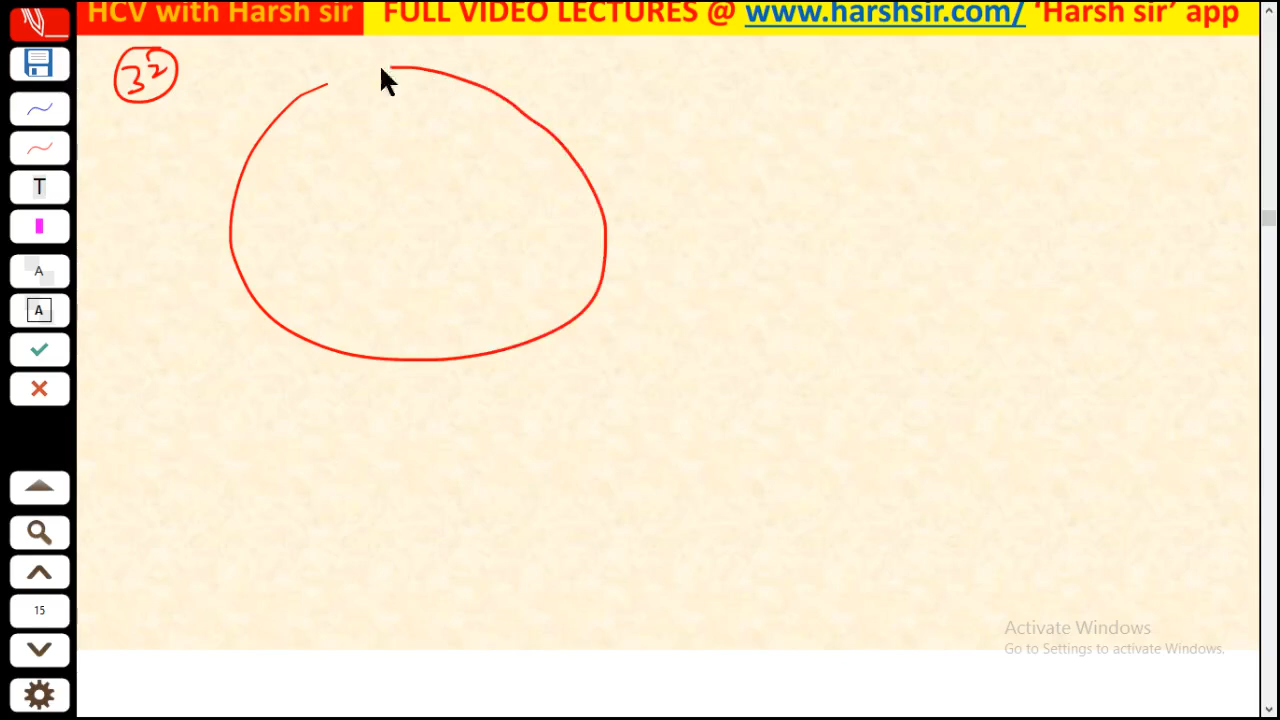 HCV with Harsh sir FULL VIDEO LECTURES @ www.harshsir.com/ 'Harsh sir' app
32
T
A
A
15
Activate Windows
Go to Settings to activate Windows.